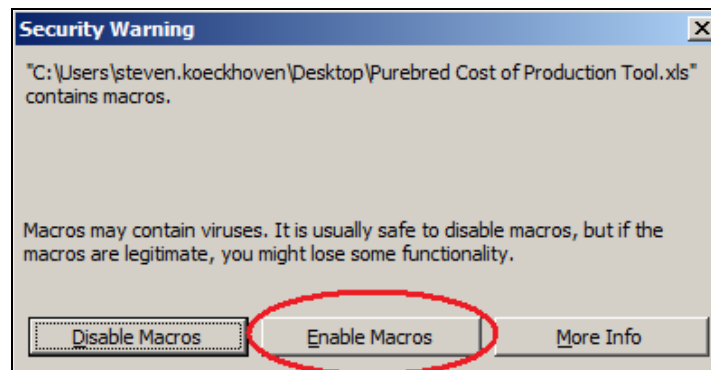 Security Warning
"C:\Users\steven.koeckhoven\Desktop\Purebred Cost of Production Tool.xls"
contains macros.
Macros may contain viruses. It is usually safe to disable macros, but if the
macros are legitimate, you might lose some functionality.
Disable Macros Enable Macros More Info